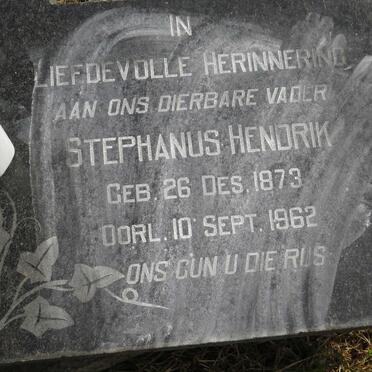 IN
LIEFDEVOLLE HERINNERING
AAN ONS DIERBARE VADER
STEPHANUS HENDRIK
GEB. 26 DES. 1873
OORL. 10 SEPT. 1962
ONS GUN U DIE RUS